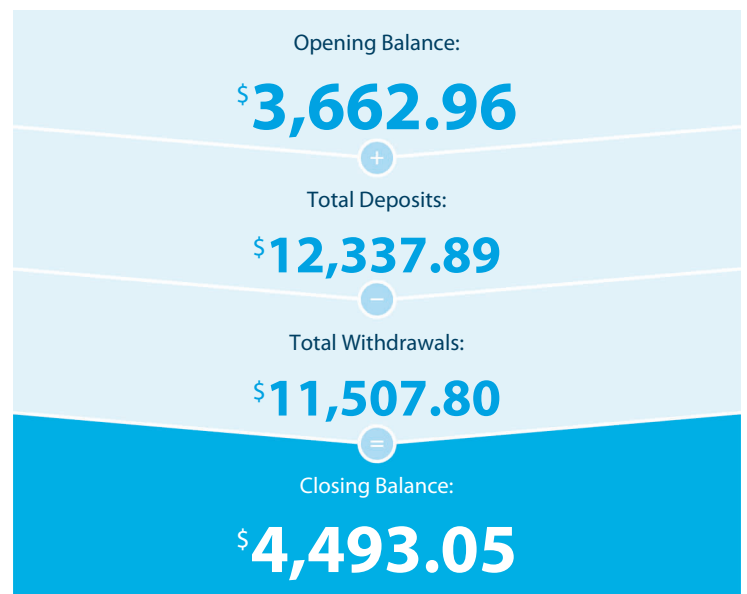 Opening Balance:
$3,662.96
+
Total Deposits:
$12,337.89
−
Total Withdrawals:
$11,507.80
=
Closing Balance:
$4,493.05